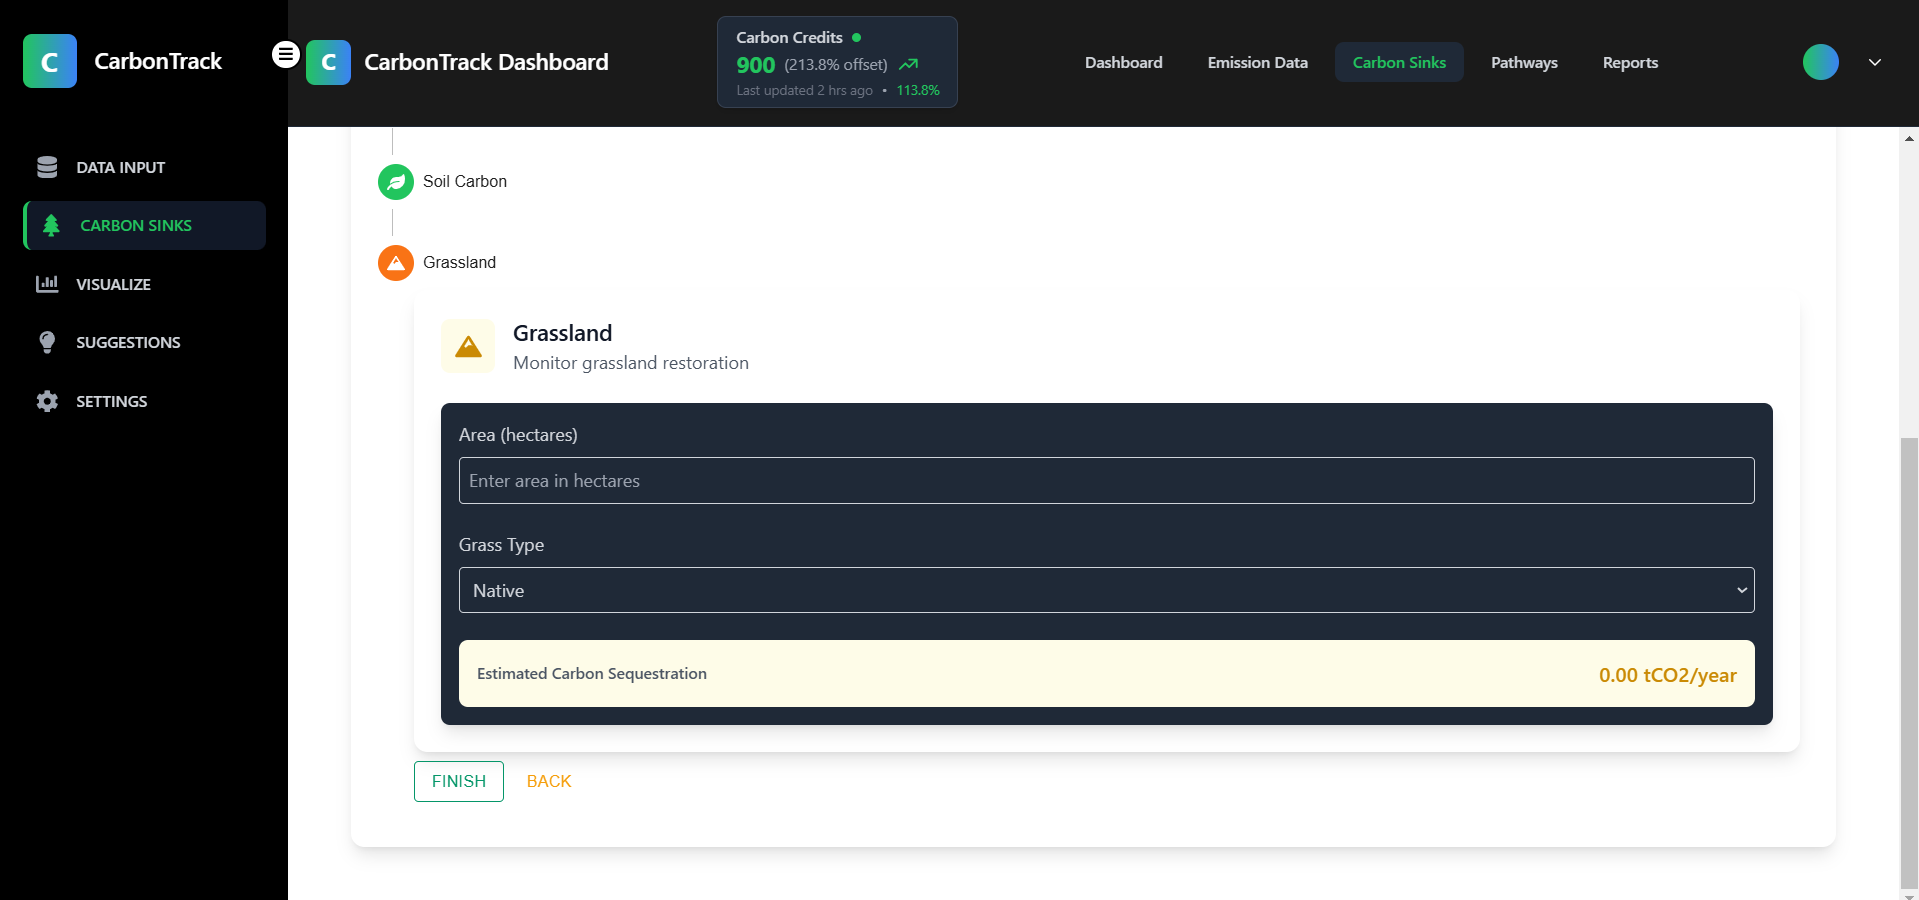 C
CarbonTrack
C
CarbonTrack Dashboard
Carbon Credits
900 (213.8% offset)
Last updated 2 hrs ago • 113.8%
Dashboard
Emission Data
Carbon Sinks
Pathways
Reports
DATA INPUT
CARBON SINKS
VISUALIZE
SUGGESTIONS
SETTINGS
Soil Carbon
Grassland
Grassland
Monitor grassland restoration
Area (hectares)
Enter area in hectares
Grass Type
Native
Estimated Carbon Sequestration
0.00 tCO2/year
FINISH
BACK